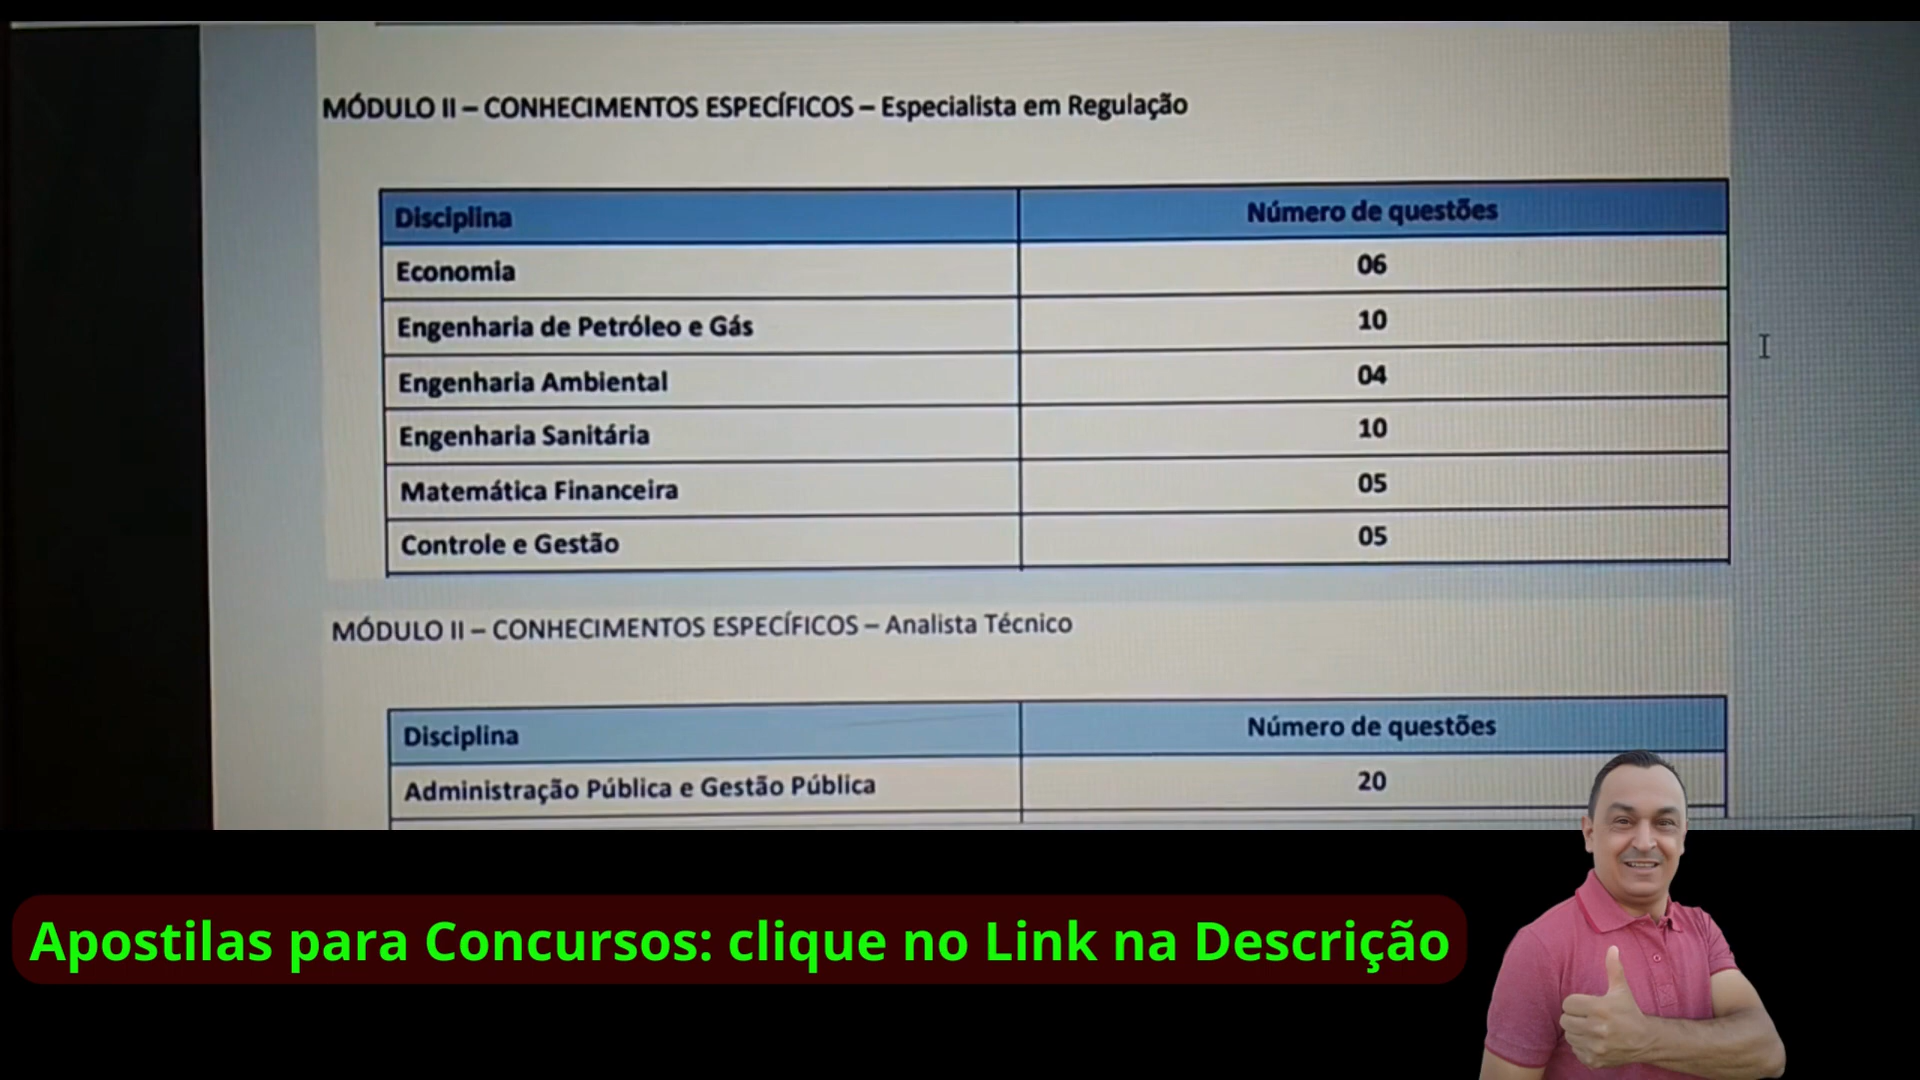 MÓDULO II – CONHECIMENTOS ESPECÍFICOS – Especialista em Regulação
Disciplina Número de questões
Economia 06
Engenharia de Petróleo e Gás 10
Engenharia Ambiental 04
Engenharia Sanitária 10
Matemática Financeira 05
Controle e Gestão 05
MÓDULO II – CONHECIMENTOS ESPECÍFICOS – Analista Técnico
Disciplina Número de questões
Administração Pública e Gestão Pública 20
Apostilas para Concursos: clique no Link na Descrição